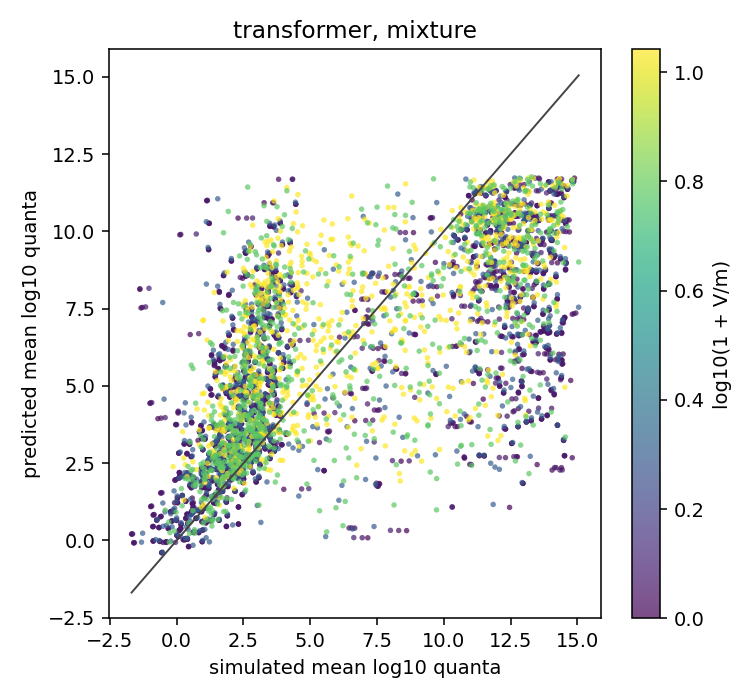 transformer, mixture
15.0
12.5
10.0
7.5
5.0
2.5
0.0
−2.5
predicted mean log10 quanta
−2.5 0.0 2.5 5.0 7.5 10.0 12.5 15.0
simulated mean log10 quanta
1.0
0.8
0.6
0.4
0.2
0.0
log10(1 + V/m)